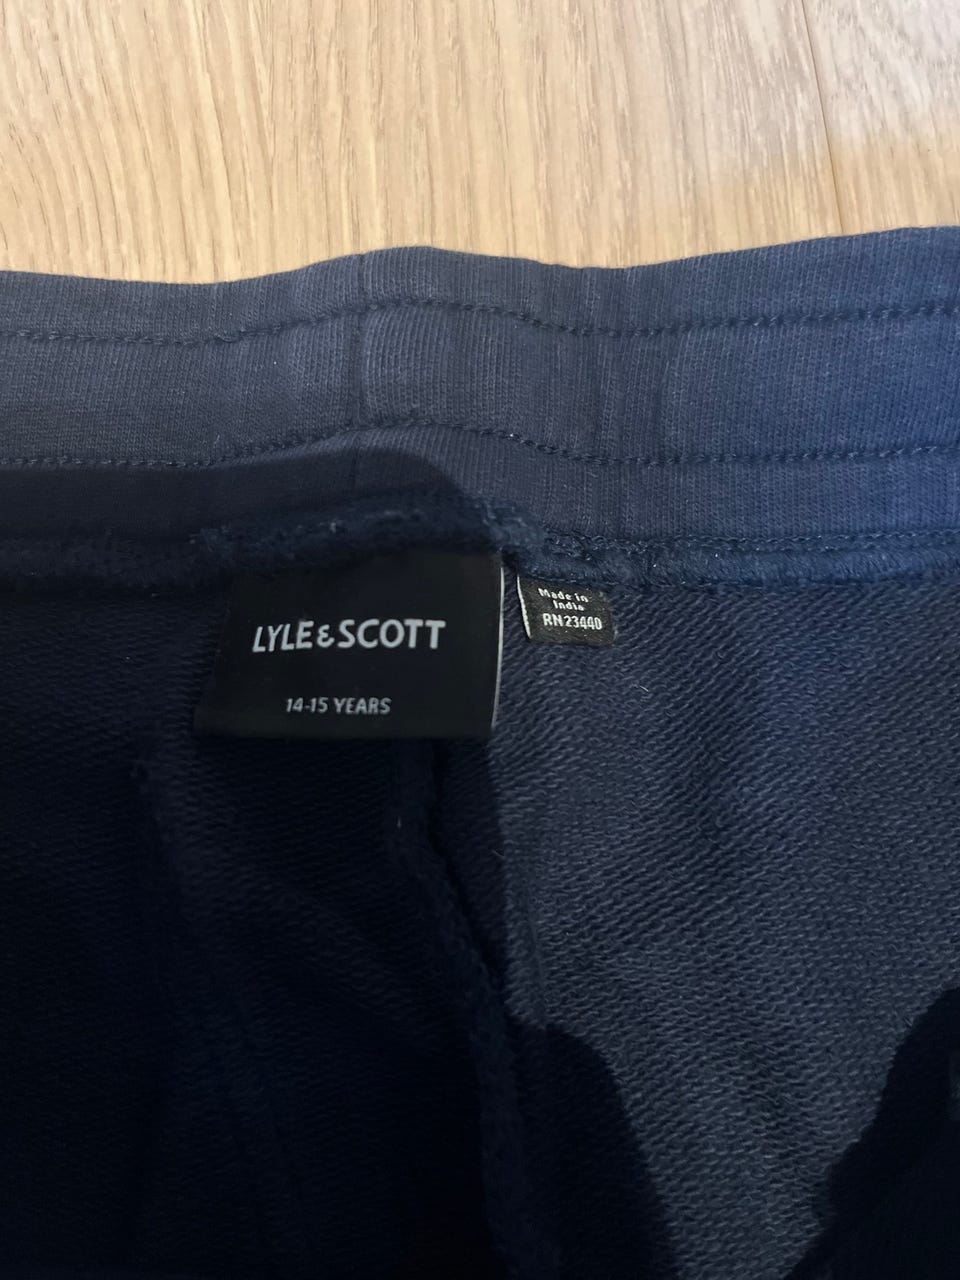 LYLE & SCOTT
14-15 YEARS
Made in
India
RN23440